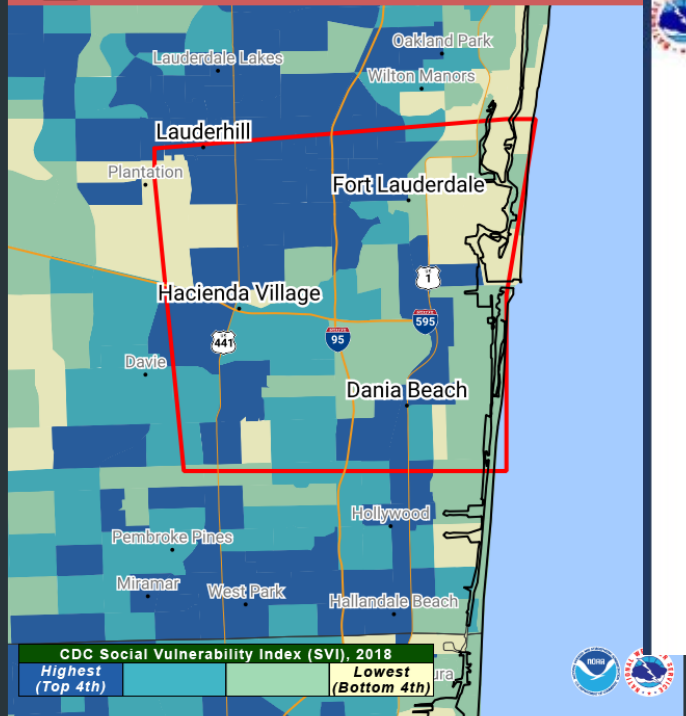 Oakland Park
Lauderdale Lakes
Wilton Manors
Lauderhill
Plantation
Fort Lauderdale
1
Hacienda Village
595
95
441
Davie
Dania Beach
Hollywood
Pembroke Pines
Miramar
West Park
Hallandale Beach
CDC Social Vulnerability Index (SVI), 2018
Highest
(Top 4th)
Lowest
(Bottom 4th)
ura
NOAA